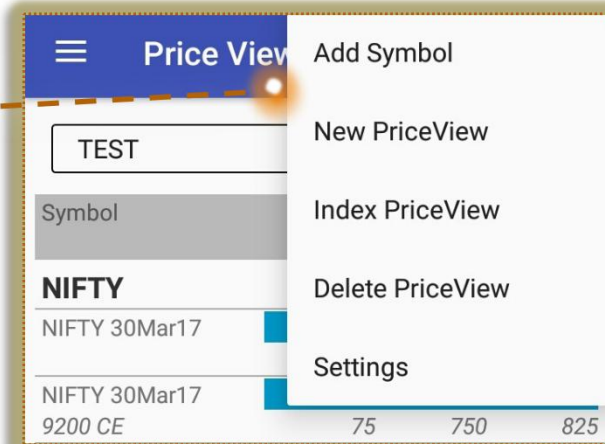 Price View
TEST
Symbol
NIFTY
NIFTY 30Mar17
NIFTY 30Mar17
9200 CE 75 750 825
Add Symbol
New PriceView
Index PriceView
Delete PriceView
Settings